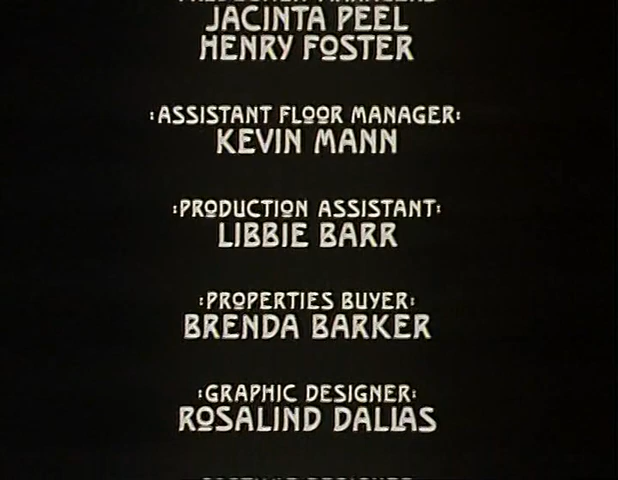 JACINTA PEEL
HENRY FOSTER
:ASSISTANT FLOOR MANAGER:
KEVIN MANN
:PRODUCTION ASSISTANT:
LIBBIE BARR
:PROPERTIES BUYER:
BRENDA BARKER
:GRAPHIC DESIGNER:
ROSALIND DALLAS